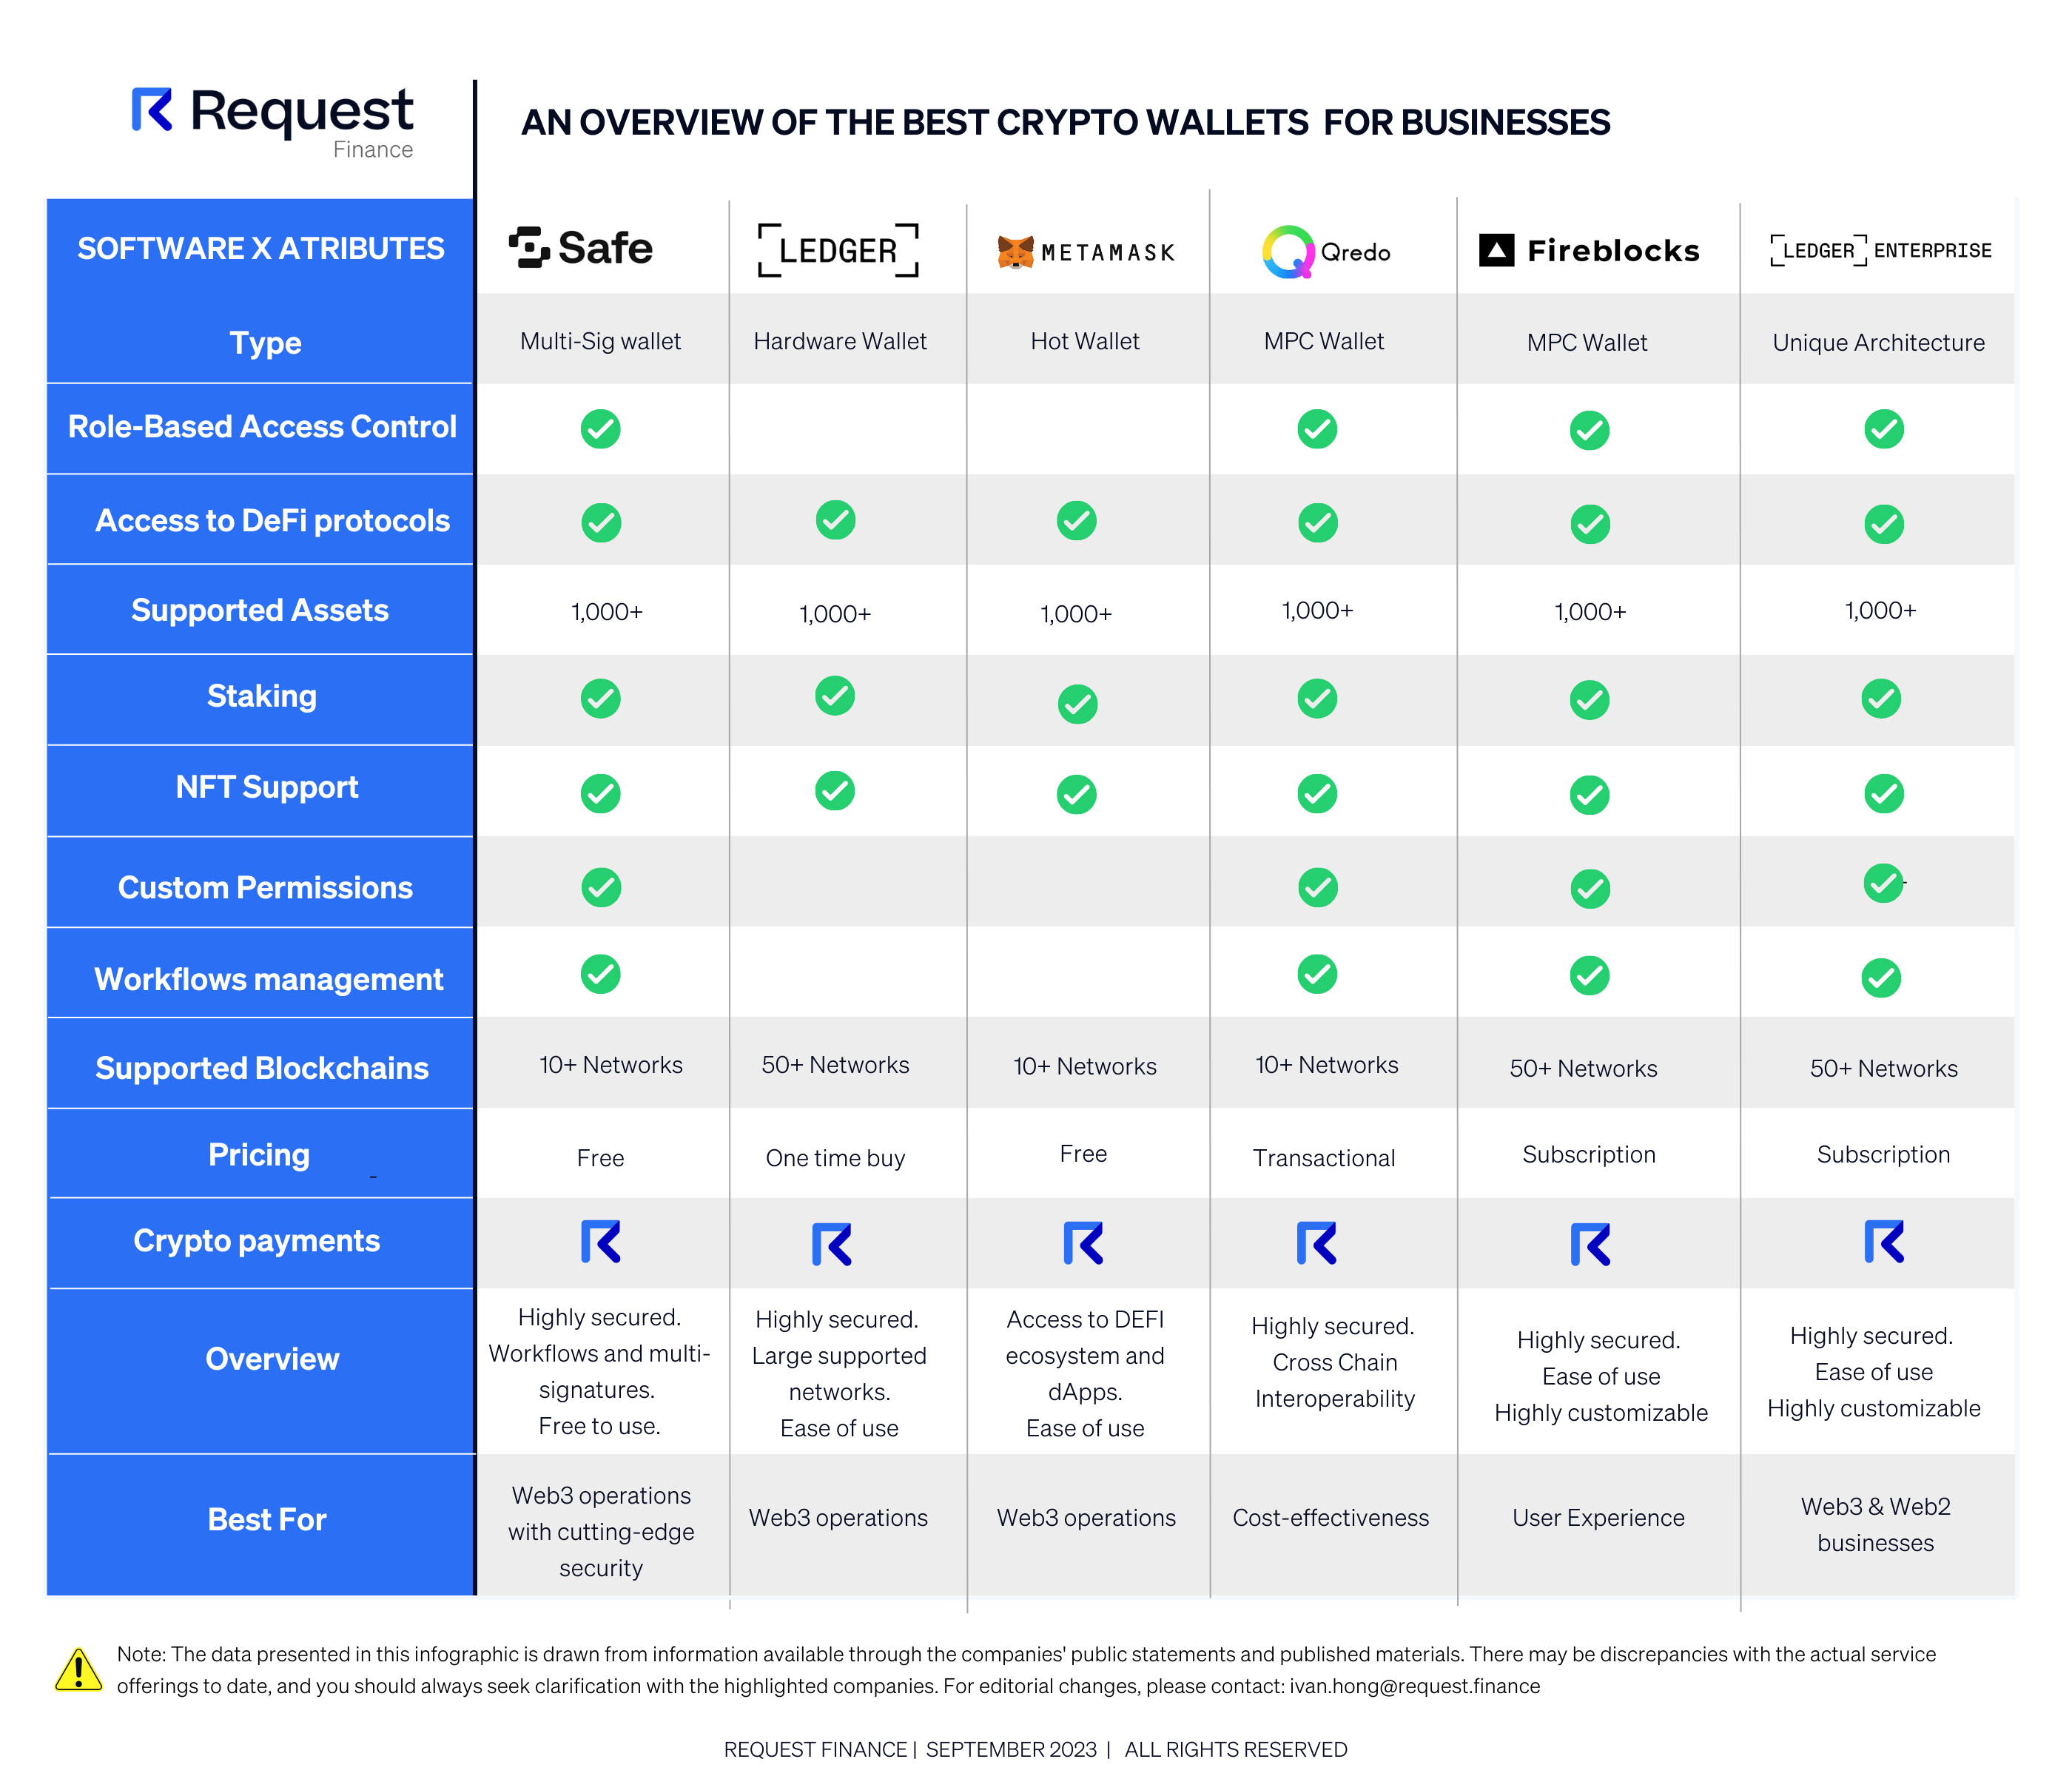 Request
Finance
AN OVERVIEW OF THE BEST CRYPTO WALLETS FOR BUSINESSES
SOFTWARE X ATRIBUTES
Safe
LEDGER
METAMASK
Qredo
Fireblocks
LEDGER ENTERPRISE
Type
Multi-Sig wallet
Hardware Wallet
Hot Wallet
MPC Wallet
MPC Wallet
Unique Architecture
Role-Based Access Control
Access to DeFi protocols
Supported Assets
1,000+
1,000+
1,000+
1,000+
1,000+
1,000+
Staking
NFT Support
Custom Permissions
Workflows management
Supported Blockchains
10+ Networks
50+ Networks
10+ Networks
10+ Networks
50+ Networks
50+ Networks
Pricing
Free
One time buy
Free
Transactional
Subscription
Subscription
Crypto payments
Overview
Highly secured.
Workflows and multi-
signatures.
Free to use.
Highly secured.
Large supported
networks.
Ease of use
Access to DEFI
ecosystem and
dApps.
Ease of use
Highly secured.
Cross Chain
Interoperability
Highly secured.
Ease of use
Highly customizable
Highly secured.
Ease of use
Highly customizable
Best For
Web3 operations
with cutting-edge
security
Web3 operations
Web3 operations
Cost-effectiveness
User Experience
Web3 & Web2
businesses
Note: The data presented in this infographic is drawn from information available through the companies' public statements and published materials. There may be discrepancies with the actual service
offerings to date, and you should always seek clarification with the highlighted companies. For editorial changes, please contact: ivan.hong@request.finance
REQUEST FINANCE | SEPTEMBER 2023 | ALL RIGHTS RESERVED